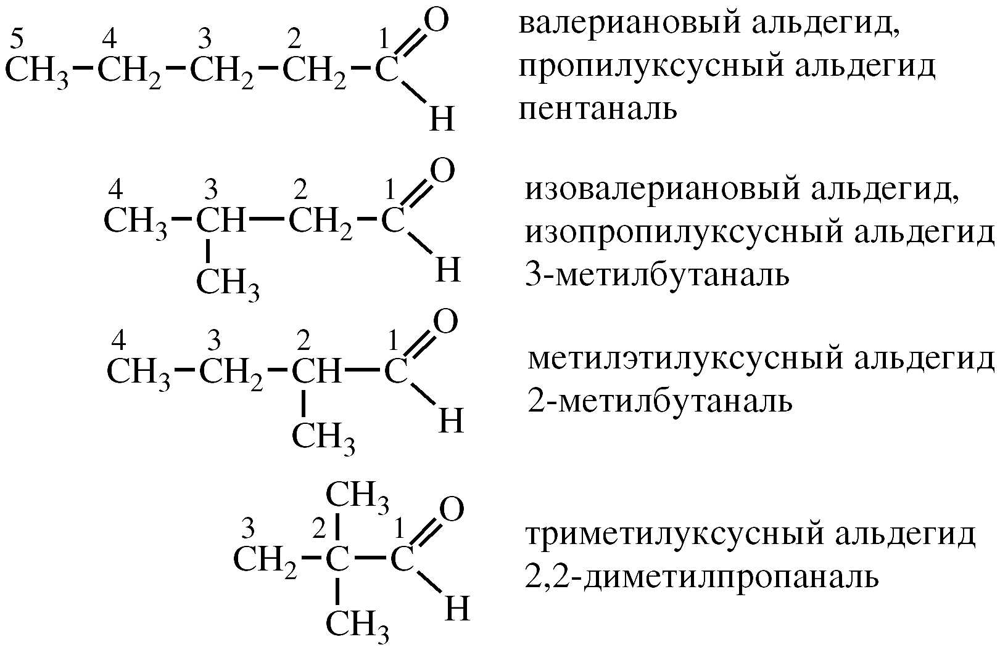 5 4 3 2 1 O
CH3–CH2–CH2–CH2–C
H
валериановый альдегид,
пропилуксусный альдегид
пентаналь
4 3 2 1 O
CH3–CH–CH2–C
CH3 H
изовалериановый альдегид,
изопропилуксусный альдегид
3-метилбутаналь
4 3 2 1 O
CH3–CH2–CH–C
CH3 H
метилэтилуксусный альдегид
2-метилбутаналь
CH3
3 2 1 O
CH2–C–C
CH3 H
триметилуксусный альдегид
2,2-диметилпропаналь